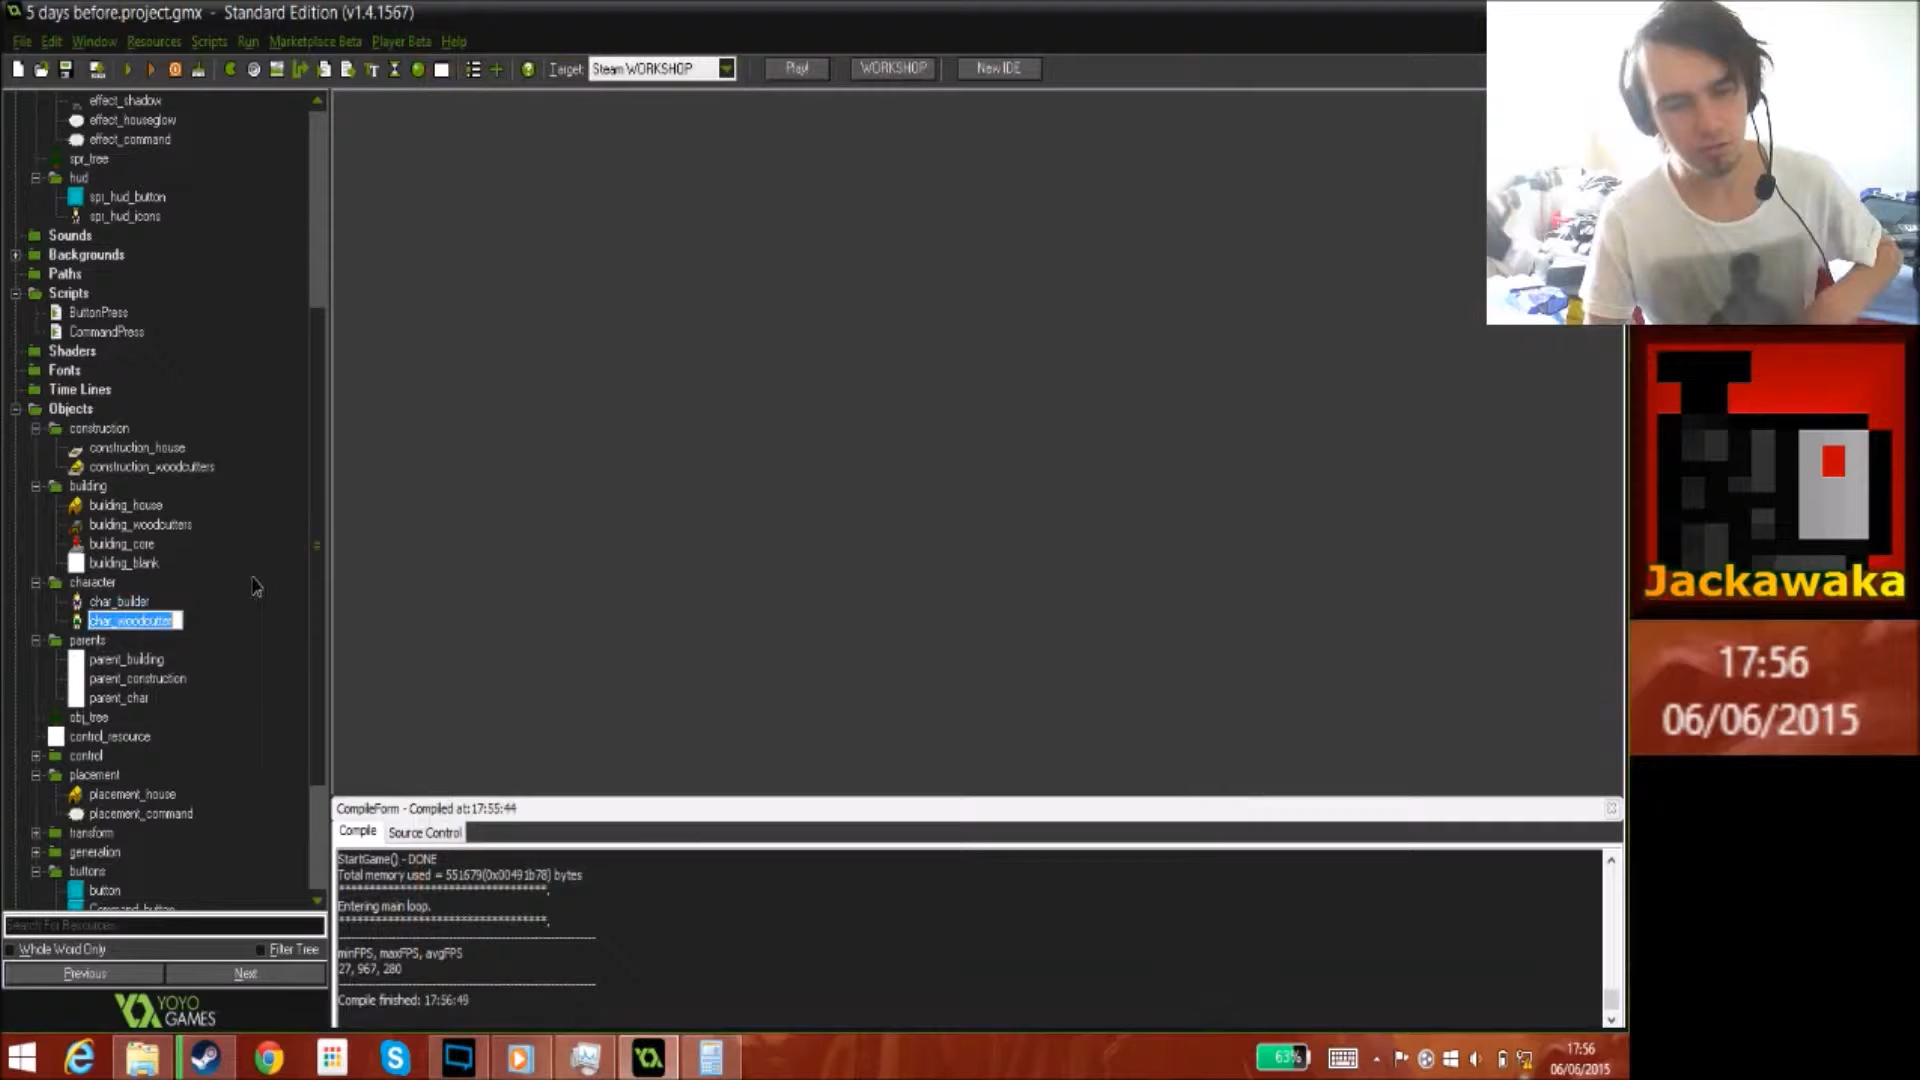 5 days before.project.gmx - Standard Edition (v1.4.1567)
File Edit Window Resources Scripts Run Marketplace Beta Player Beta Help
Target: Steam WORKSHOP Play! WORKSHOP New IDE
effect_shadow
effect_houseglow
effect_command
spr_tree
hud
spr_hud_button
spr_hud_icons
Sounds
Backgrounds
Paths
Scripts
ButtonPress
CommandPress
Shaders
Fonts
Time Lines
Objects
construction
construction_house
construction_woodcutters
building
building_house
building_woodcutters
building_core
building_blank
character
char_builder
char_woodcutter
parents
parent_building
parent_construction
parent_char
obj_tree
control_resource
control
placement
placement_house
placement_command
transform
generation
buttons
button
Command_button
Search For Resources
Whole Word Only Filter Tree
Previous Next
YOYO
GAMES
CompileForm - Compiled at:17:55:44
Compile Source Control
StartGame() - DONE
Total memory used = 551679(0x00491b78) bytes
**********************************.
Entering main loop.
**********************************.
minFPS, maxFPS, avgFPS
27, 967, 280
Compile finished: 17:56:49
Jackawaka
17:56
06/06/2015
63%
17:56
06/06/2015